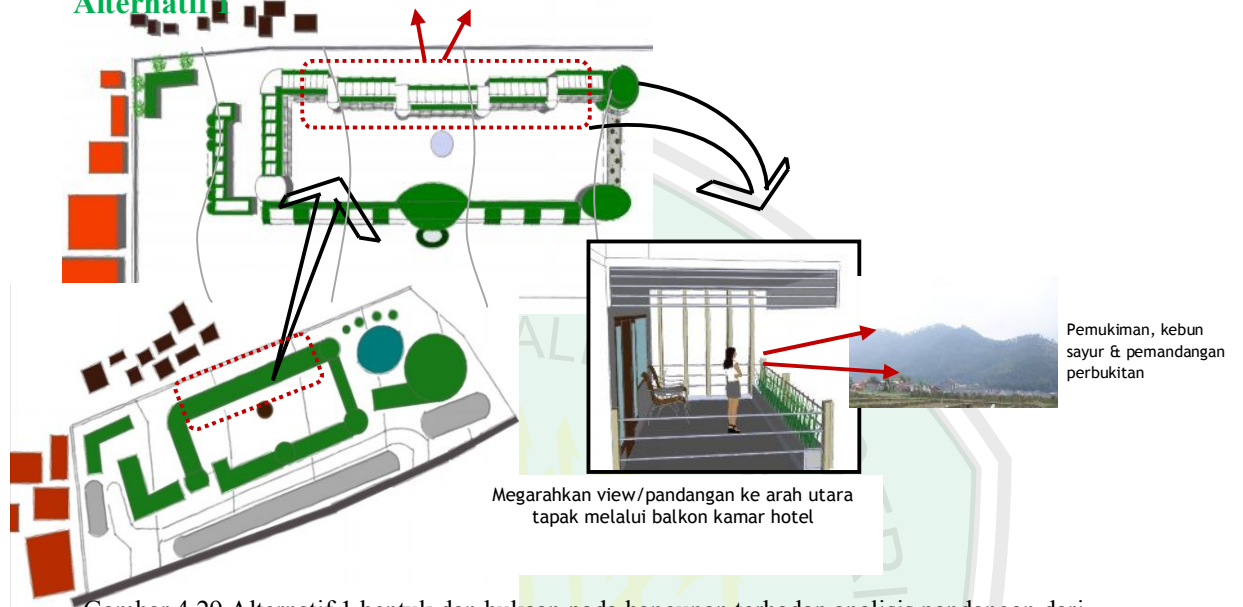 Alternatif 1
Pemukiman, kebun
sayur & pemandangan
perbukitan
Megarahkan view/pandangan ke arah utara
tapak melalui balkon kamar hotel
Gambar 4.29 Alternatif 1 bentuk dan bukaan pada bangunan terhadap analisis pandangan dari